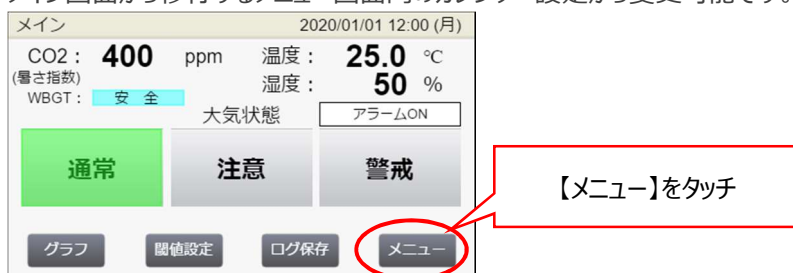 メイン画面から移行するメニュー画面内のカレンダー設定から変更可能です。
メイン 2020/01/01 12:00 (月)
CO2： 400 ppm 温度： 25.0 ℃
(暑さ指数) 湿度： 50 %
WBGT： 安 全
大気状態 アラームON
通常 注意 警戒
【メニュー】をタッチ
グラフ 閾値設定 ログ保存 メニュー